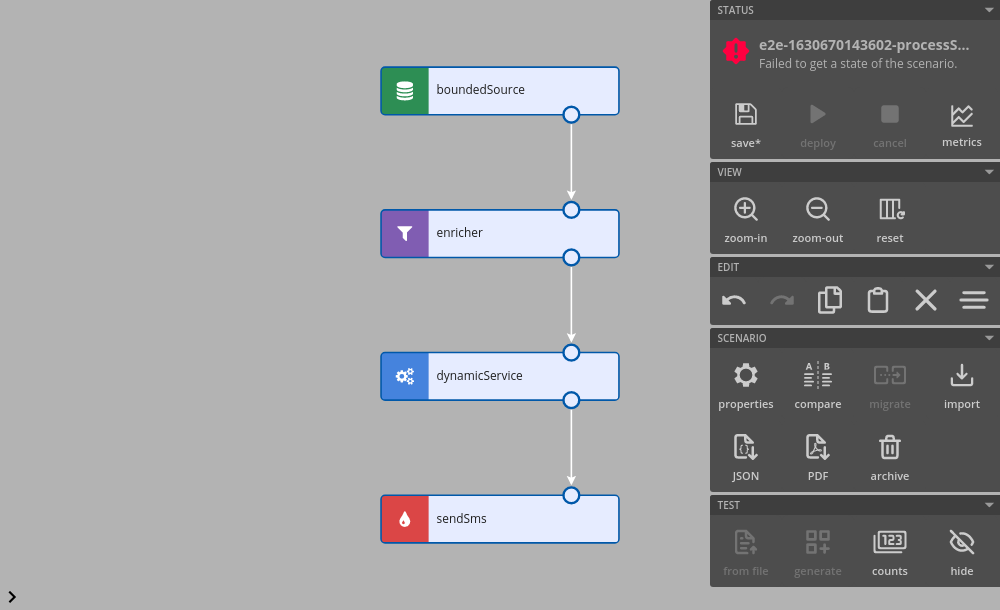 boundedSource
enricher
dynamicService
sendSms
STATUS
e2e-1630670143602-processS...
Failed to get a state of the scenario.
save* deploy cancel metrics
VIEW
zoom-in zoom-out reset
EDIT
SCENARIO
A B
properties compare migrate import
{}
JSON PDF archive
TEST
123
from file generate counts hide